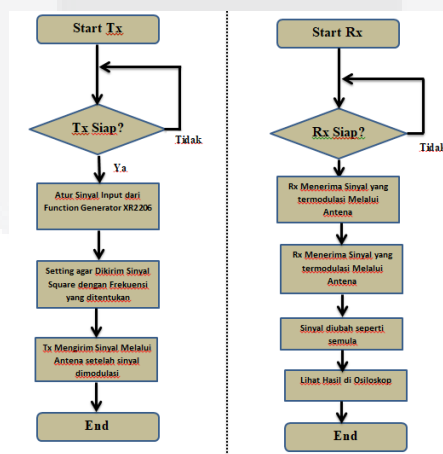 Start Tx
Tx Siap?
Tidak
Ya
Atur Sinyal Input dari
Function Generator XR2206
Setting agar Dikirim Sinyal
Square dengan Frekuensi
yang ditentukan
Tx Mengirim Sinyal Melalui
Antena setelah sinyal
dimodulasi
End
Start Rx
Rx Siap?
Tidak
Rx Menerima Sinyal yang
termodulasi Melalui
Antena
Rx Menerima Sinyal yang
termodulasi Melalui
Antena
Sinyal diubah seperti
semula
Lihat Hasil di Osiloskop
End